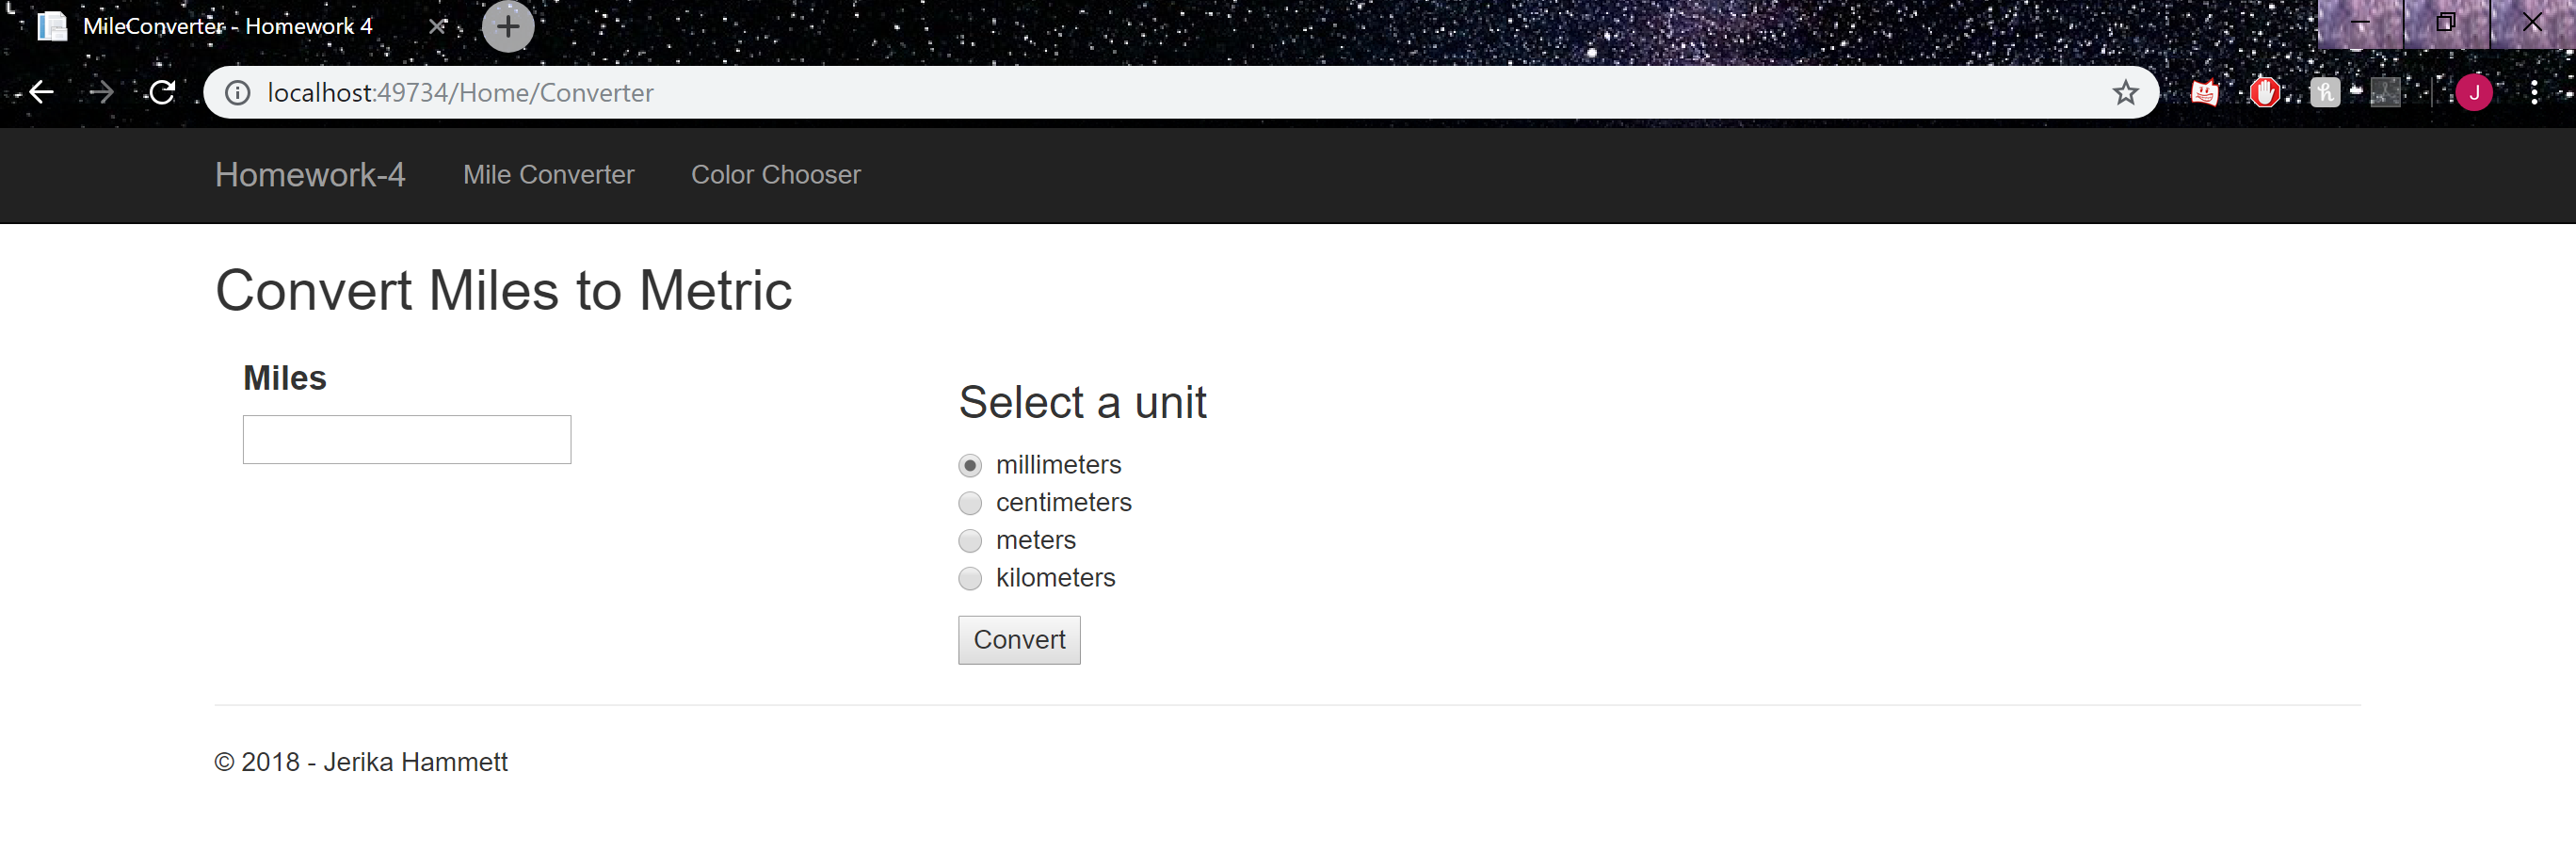 MileConverter - Homework 4
localhost:49734/Home/Converter
J
Homework-4 Mile Converter Color Chooser
Convert Miles to Metric
Miles
Select a unit
millimeters
centimeters
meters
kilometers
Convert
© 2018 - Jerika Hammett